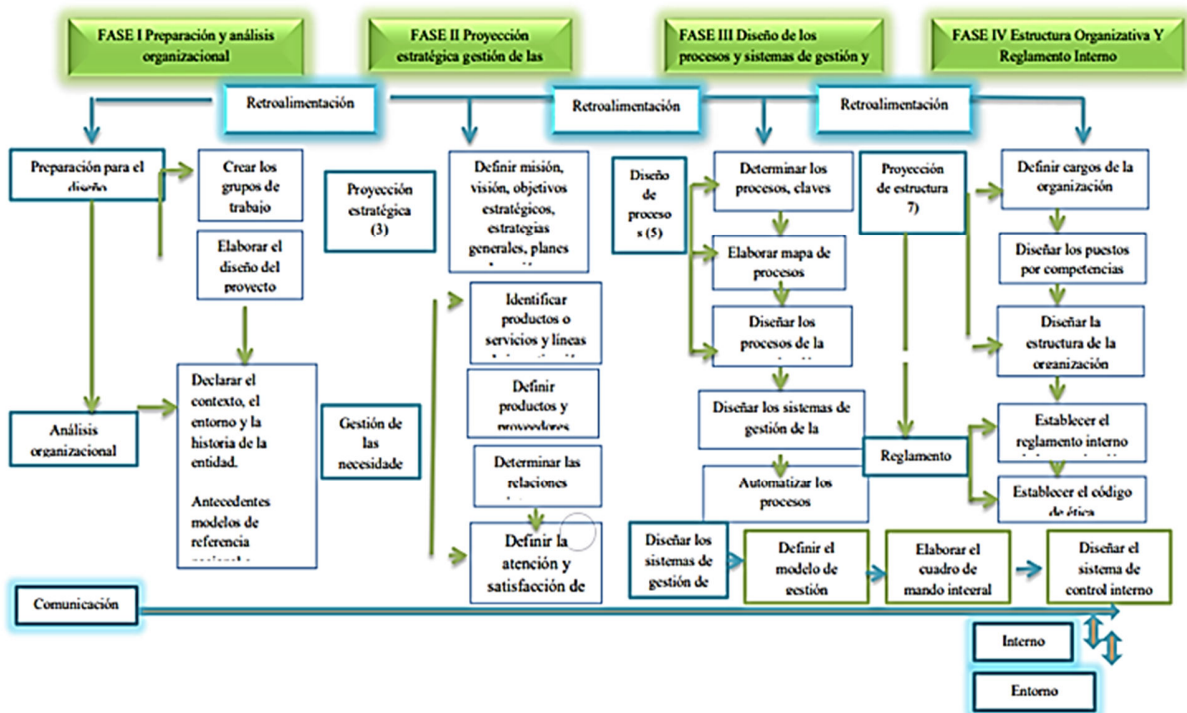 FASE I Preparación y análisis
organizacional
FASE II Proyección
estratégica gestión de las
FASE III Diseño de los
procesos y sistemas de gestión y
FASE IV Estructura Organizativa Y
Reglamento Interno
Retroalimentación
Retroalimentación
Retroalimentación
Preparación para el
diseño
Crear los
grupos de
trabajo
Elaborar el
diseño del
proyecto
Análisis
organizacional
Declarar el
contexto, el
entorno y la
historia de la
entidad.
Antecedentes
modelos de
referencia
Proyección
estratégica
(3)
Definir misión,
visión, objetivos
estratégicos,
estrategias
generales, planes
Gestión de
las
necesidade
Identificar
productos o
servicios y líneas
Definir
productos y
proveedores
Determinar las
relaciones
Definir la
atención y
satisfacción de
Diseño
de
proceso
s (5)
Determinar los
procesos, claves
Elaborar mapa de
procesos
Diseñar los
procesos de la
Diseñar los sistemas de
gestión de la
Automatizar los
procesos
Proyección
de estructura
7)
Reglamento
Definir cargos de la
organización
Diseñar los puestos
por competencias
Diseñar la
estructura de la
organización
Establecer el
reglamento interno
Establecer el código
de ética
Diseñar los
sistemas de
gestión de
Definir el
modelo de
gestión
Elaborar el
cuadro de
mando integral
Diseñar el
sistema de
control interno
Comunicación
Interno
Entorno